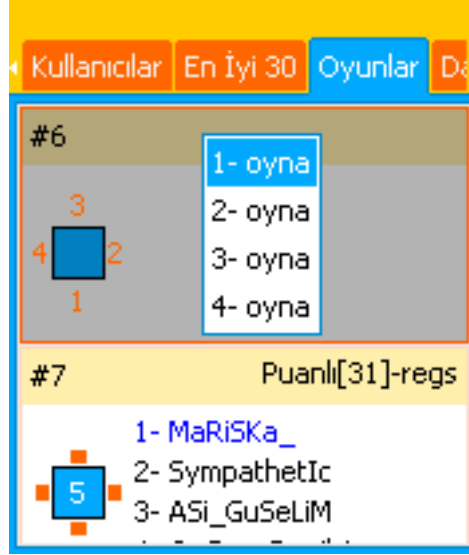 Kullanıcılar En İyi 30 Oyunlar
#6
1- oyna
2- oyna
3- oyna
4- oyna
3
4 2
1
#7 Puanlı[31]-regs
1- MaRiSKa_
2- SympathetIc
5
3- ASi_GuSeLiM